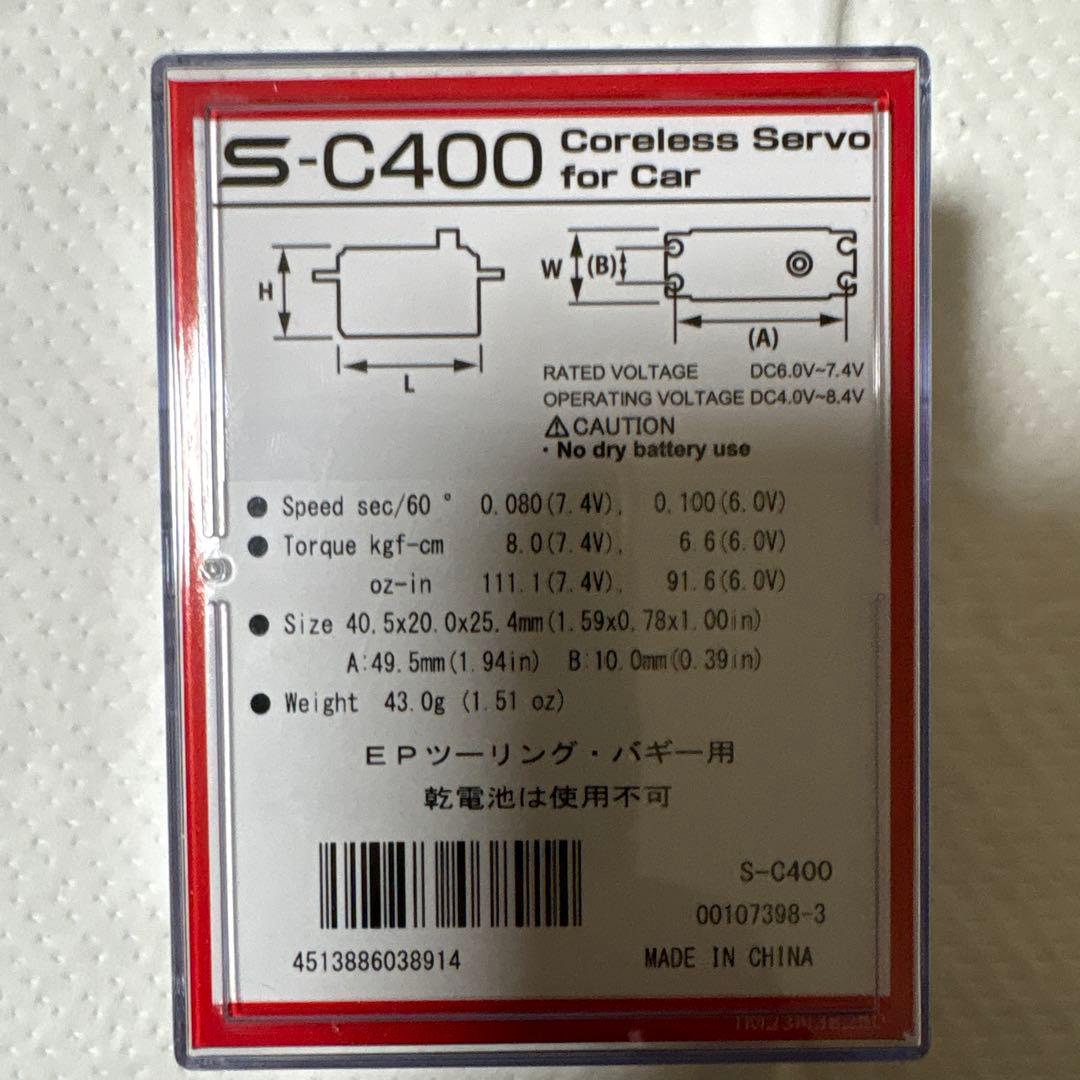 S-C400 Coreless Servo
for Car
H
L
W
(B)
(A)
RATED VOLTAGE DC6.0V~7.4V
OPERATING VOLTAGE DC4.0V~8.4V
⚠CAUTION
・No dry battery use
● Speed sec/60° 0.080(7.4V), 0.100(6.0V)
● Torque kgf-cm 8.0(7.4V), 6.6(6.0V)
oz-in 111.1(7.4V), 91.6(6.0V)
● Size 40.5x20.0x25.4mm(1.59x0.78x1.00in)
A:49.5mm(1.94in) B:10.0mm(0.39in)
● Weight 43.0g (1.51 oz)
EPツーリング・バギー用
乾電池は使用不可
S-C400
00107398-3
4513886038914
MADE IN CHINA